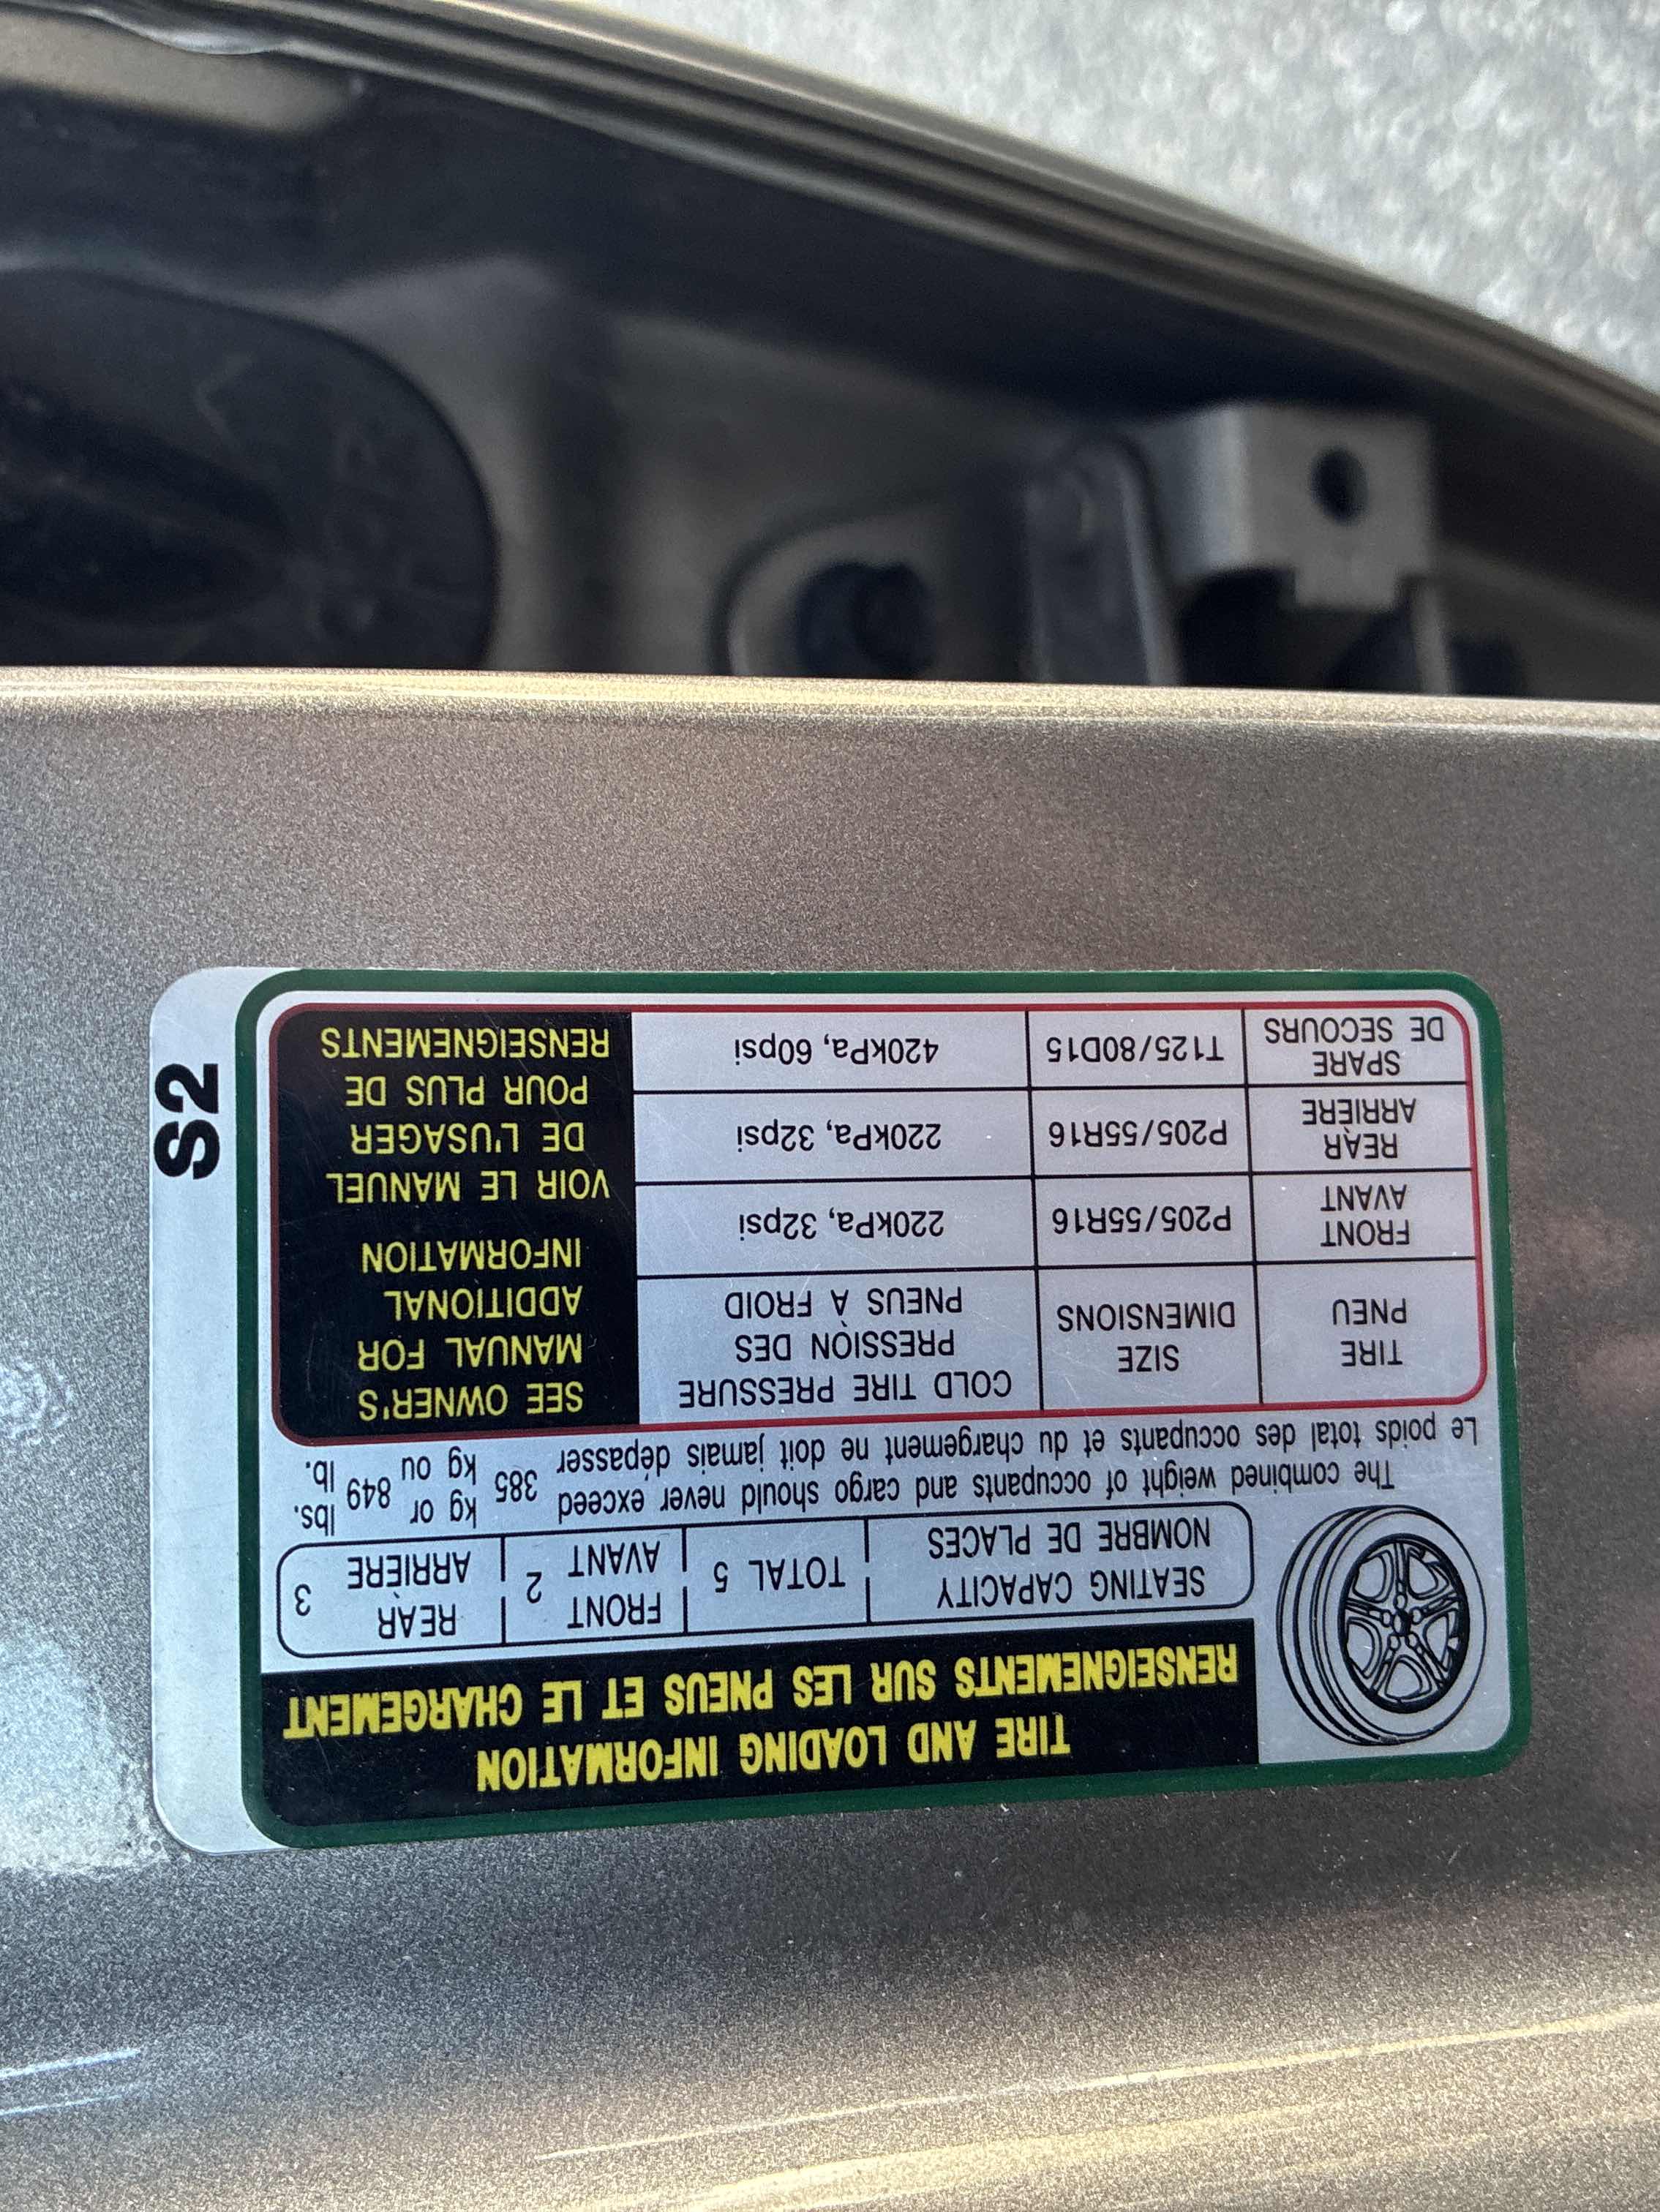 TIRE AND LOADING INFORMATION
RENSEIGNEMENTS SUR LES PNEUS ET LE CHARGEMENT
SEATING CAPACITY
NOMBRE DE PLACES
TOTAL 5
FRONT
AVANT
2
REAR
ARRIÈRE
3
The combined weight of occupants and cargo should never exceed 385 kg or 849 lbs.
Le poids total des occupants et du chargement ne doit jamais dépasser 385 kg ou 849 lb.
TIRE
PNEU
SIZE
DIMENSIONS
COLD TIRE PRESSURE
PRESSION DES
PNEUS À FROID
FRONT
AVANT
P205/55R16
220kPa, 32psi
REAR
ARRIÈRE
P205/55R16
220kPa, 32psi
SPARE
DE SECOURS
T125/80D15
420kPa, 60psi
SEE OWNER'S
MANUAL FOR
ADDITIONAL
INFORMATION
VOIR LE MANUEL
DE L'USAGER
POUR PLUS DE
RENSEIGNEMENTS
S2